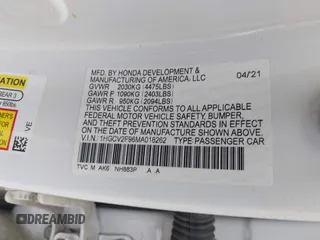 MFD. BY HONDA DEVELOPMENT &
MANUFACTURING OF AMERICA, LLC
04/21
GVWR 2030KG (4475LBS)
GAWR F 1090KG (2403LBS)
GAWR R 950KG (2094LBS)
THIS VEHICLE CONFORMS TO ALL APPLICABLE
FEDERAL MOTOR VEHICLE SAFETY, BUMPER,
AND THEFT PREVENTION STANDARDS IN EFFECT
ON THE DATE OF MANUFACTURE SHOWN ABOVE.
V.I.N.: 1HGCV2F96MA018262 TYPE PASSENGER CAR
TVC M AK6 NH883P A A
VE
DREAMBID